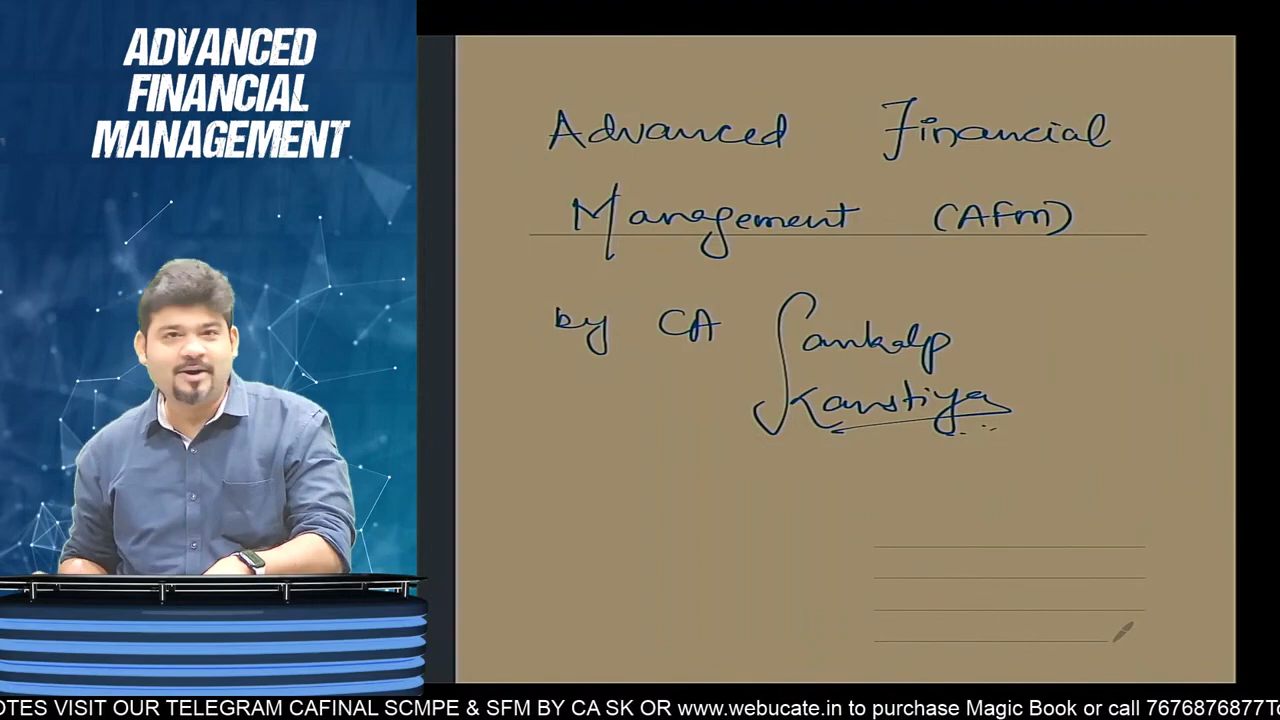 ADVANCED
FINANCIAL
MANAGEMENT
Advanced Financial
Management (AFM)
by CA Sankalp
Kanstiya
OTES VISIT OUR TELEGRAM CAFINAL SCMPE & SFM BY CA SK OR www.webucate.in to purchase Magic Book or call 7676876877To